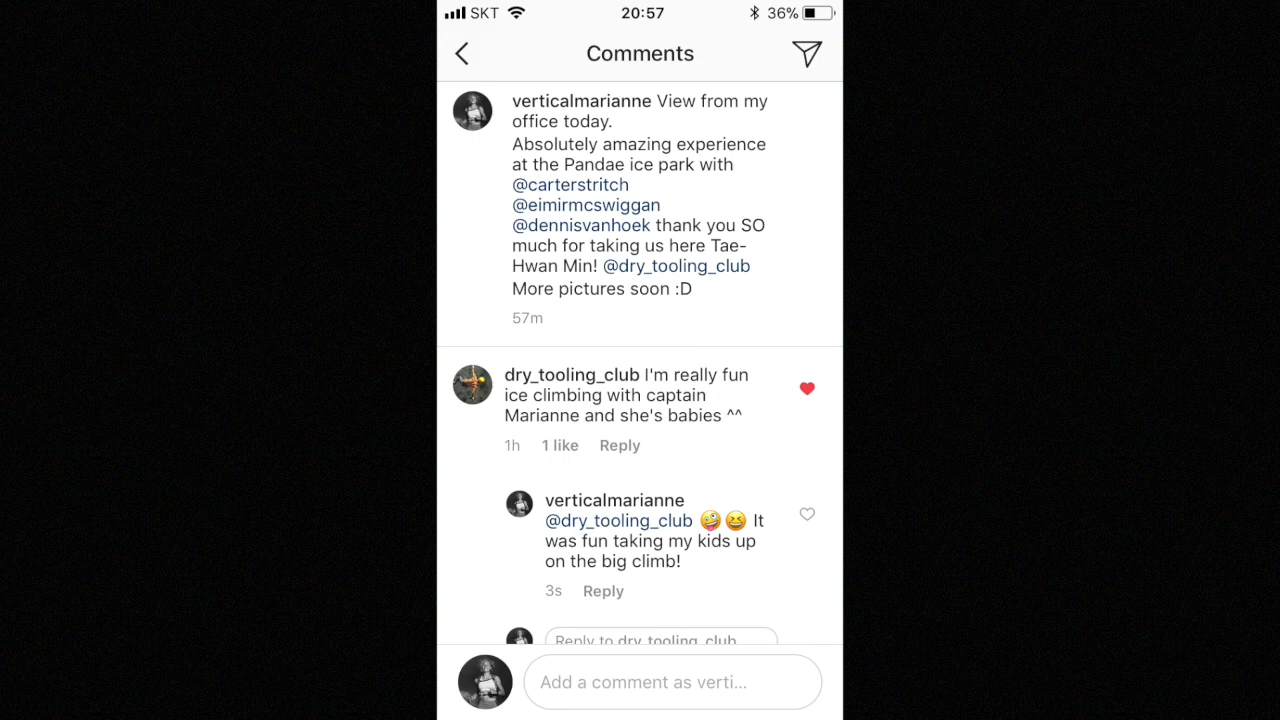 SKT 20:57 36%
Comments
verticalmarianne View from my
office today.
Absolutely amazing experience
at the Pandae ice park with
@carterstritch
@eimirmcswiggan
@dennisvanhoek thank you SO
much for taking us here Tae-
Hwan Min! @dry_tooling_club
More pictures soon :D
57m
dry_tooling_club I'm really fun
ice climbing with captain
Marianne and she's babies ^^
1h 1 like Reply
verticalmarianne
@dry_tooling_club 🤪😆 It
was fun taking my kids up
on the big climb!
3s Reply
Reply to dry_tooling_club...
Add a comment as verti...